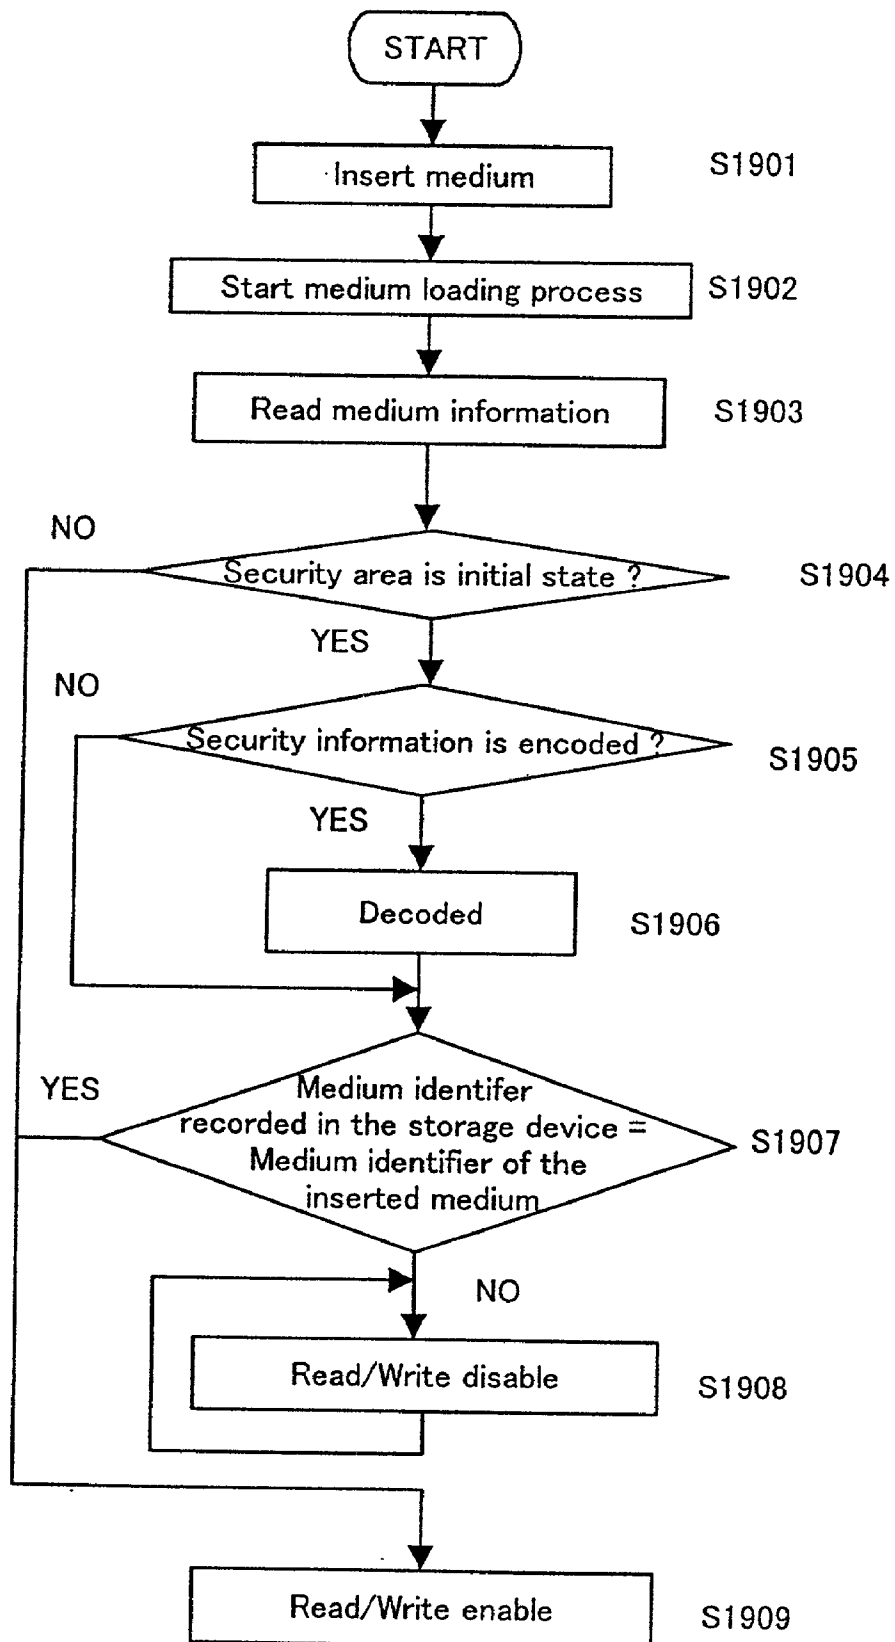 START
Insert medium
S1901
Start medium loading process
S1902
Read medium information
S1903
NO
Security area is initial state ?
S1904
YES
NO
Security information is encoded ?
S1905
YES
Decoded
S1906
YES
Medium identifer
recorded in the storage device =
Medium identifier of the
inserted medium
S1907
NO
Read/Write disable
S1908
Read/Write enable
S1909